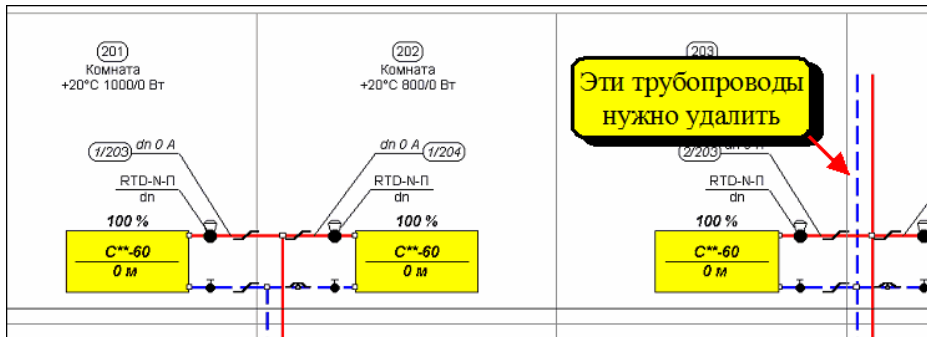 201
Комната
+20°C 1000/0 Вт
202
Комната
+20°C 800/0 Вт
203
Эти трубопроводы
нужно удалить
1/203
dn 0 A
dn 0 A
1/204
2/203
RTD-N-П
dn
RTD-N-П
dn
RTD-N-П
dn
100 %
100 %
100 %
C**-60
0 м
C**-60
0 м
C**-60
0 м